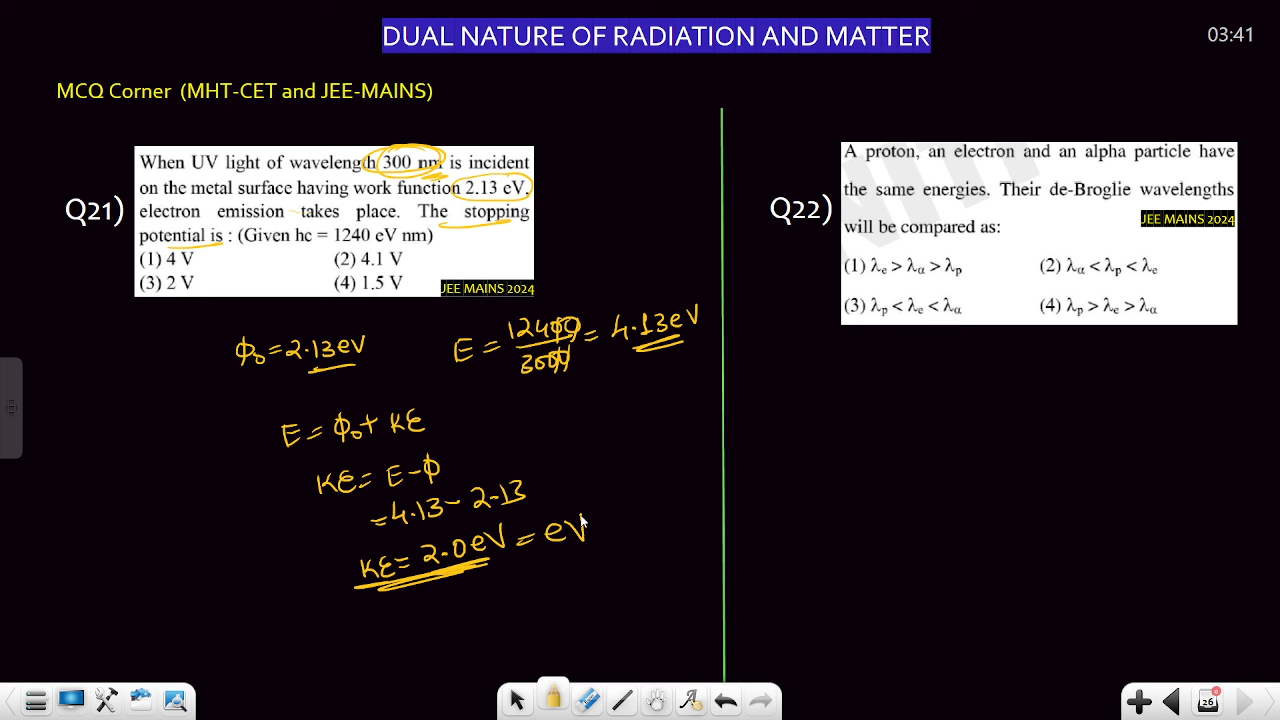 DUAL NATURE OF RADIATION AND MATTER
03:41
MCQ Corner (MHT-CET and JEE-MAINS)
Q21)
When UV light of wavelength 300 nm is incident
on the metal surface having work function 2.13 eV,
electron emission takes place. The stopping
potential is : (Given hc = 1240 eV nm)
(1) 4 V (2) 4.1 V
(3) 2 V (4) 1.5 V
JEE MAINS 2024
ϕ₀ = 2.13eV
E = 12400/3000 = 4.13eV
E = ϕ₀ + KE
KE = E - ϕ
= 4.13 - 2.13
KE = 2.0eV = eV
Q22)
A proton, an electron and an alpha particle have
the same energies. Their de-Broglie wavelengths
will be compared as:
JEE MAINS 2024
(1) λe > λα > λp (2) λα < λp < λe
(3) λp < λe < λα (4) λp > λe > λα
26